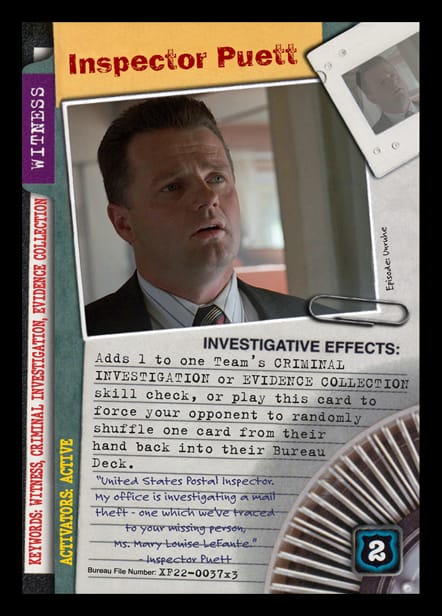 Inspector Puett
WITNESS
KEYWORDS: WITNESS, CRIMINAL INVESTIGATION, EVIDENCE COLLECTION
ACTIVATORS: ACTIVE
Episode: Unruhe
INVESTIGATIVE EFFECTS:
Adds 1 to one Team's CRIMINAL
INVESTIGATION or EVIDENCE COLLECTION
skill check, or play this card to
force your opponent to randomly
shuffle one card from their
hand back into their Bureau
Deck.
"United States Postal Inspector.
My office is investigating a mail
theft - one which we've traced
to your missing person,
Ms. Mary Louise LeFante."
- Inspector Puett
Bureau File Number: XF22-0037x3
2